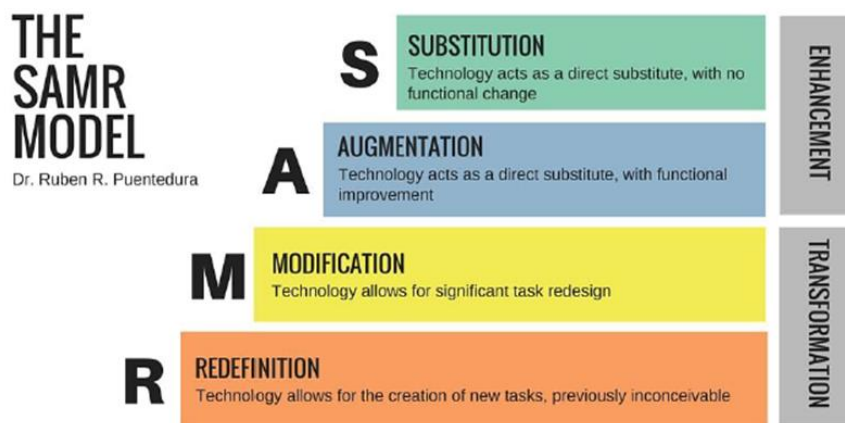 THE
SAMR
MODEL
Dr. Ruben R. Puentedura
S
SUBSTITUTION
Technology acts as a direct substitute, with no
functional change
A
AUGMENTATION
Technology acts as a direct substitute, with functional
improvement
ENHANCEMENT
M
MODIFICATION
Technology allows for significant task redesign
R
REDEFINITION
Technology allows for the creation of new tasks, previously inconceivable
TRANSFORMATION